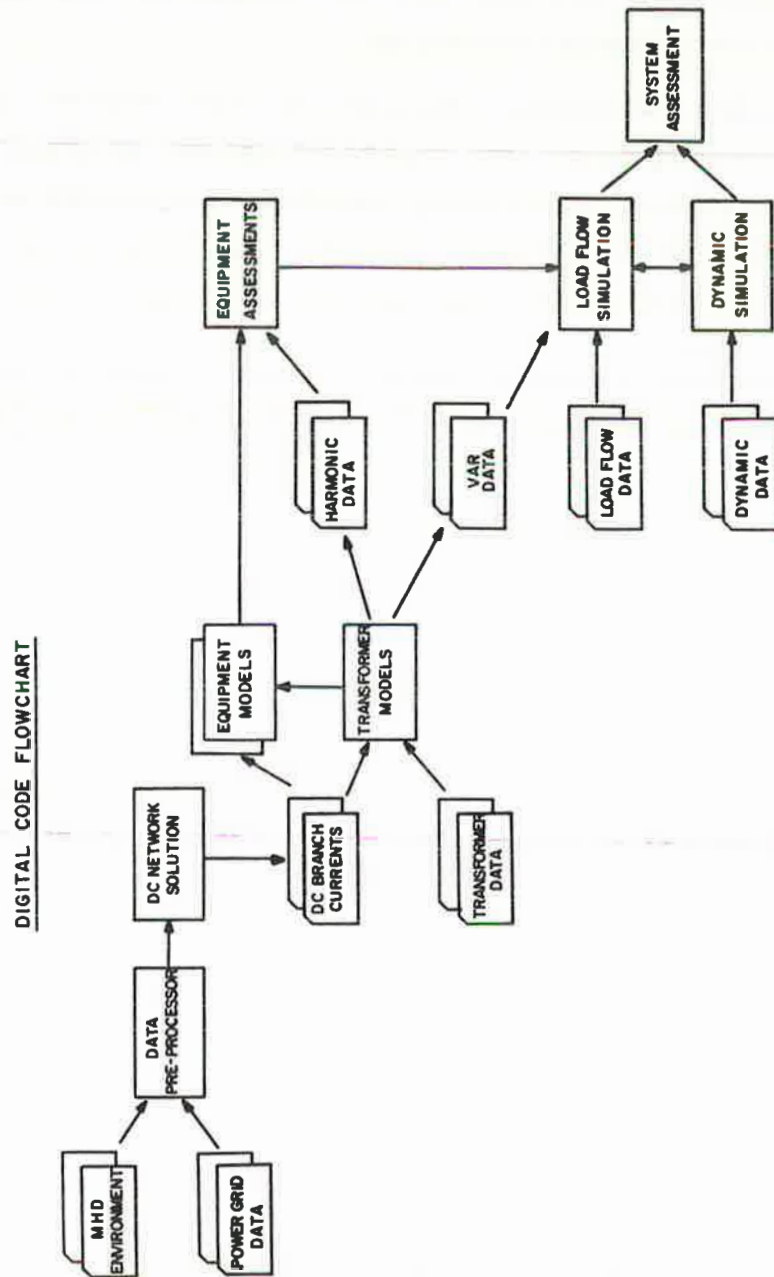 DIGITAL CODE FLOWCHART
MHD
ENVIRONMENT
POWER GRID
DATA
DATA
PRE-PROCESSOR
DC NETWORK
SOLUTION
DC BRANCH
CURRENTS
TRANSFORMER
DATA
EQUIPMENT
MODELS
TRANSFORMER
MODELS
HARMONIC
DATA
VAR
DATA
LOAD FLOW
DATA
DYNAMIC
DATA
EQUIPMENT
ASSESSMENTS
LOAD FLOW
SIMULATION
DYNAMIC
SIMULATION
SYSTEM
ASSESSMENT